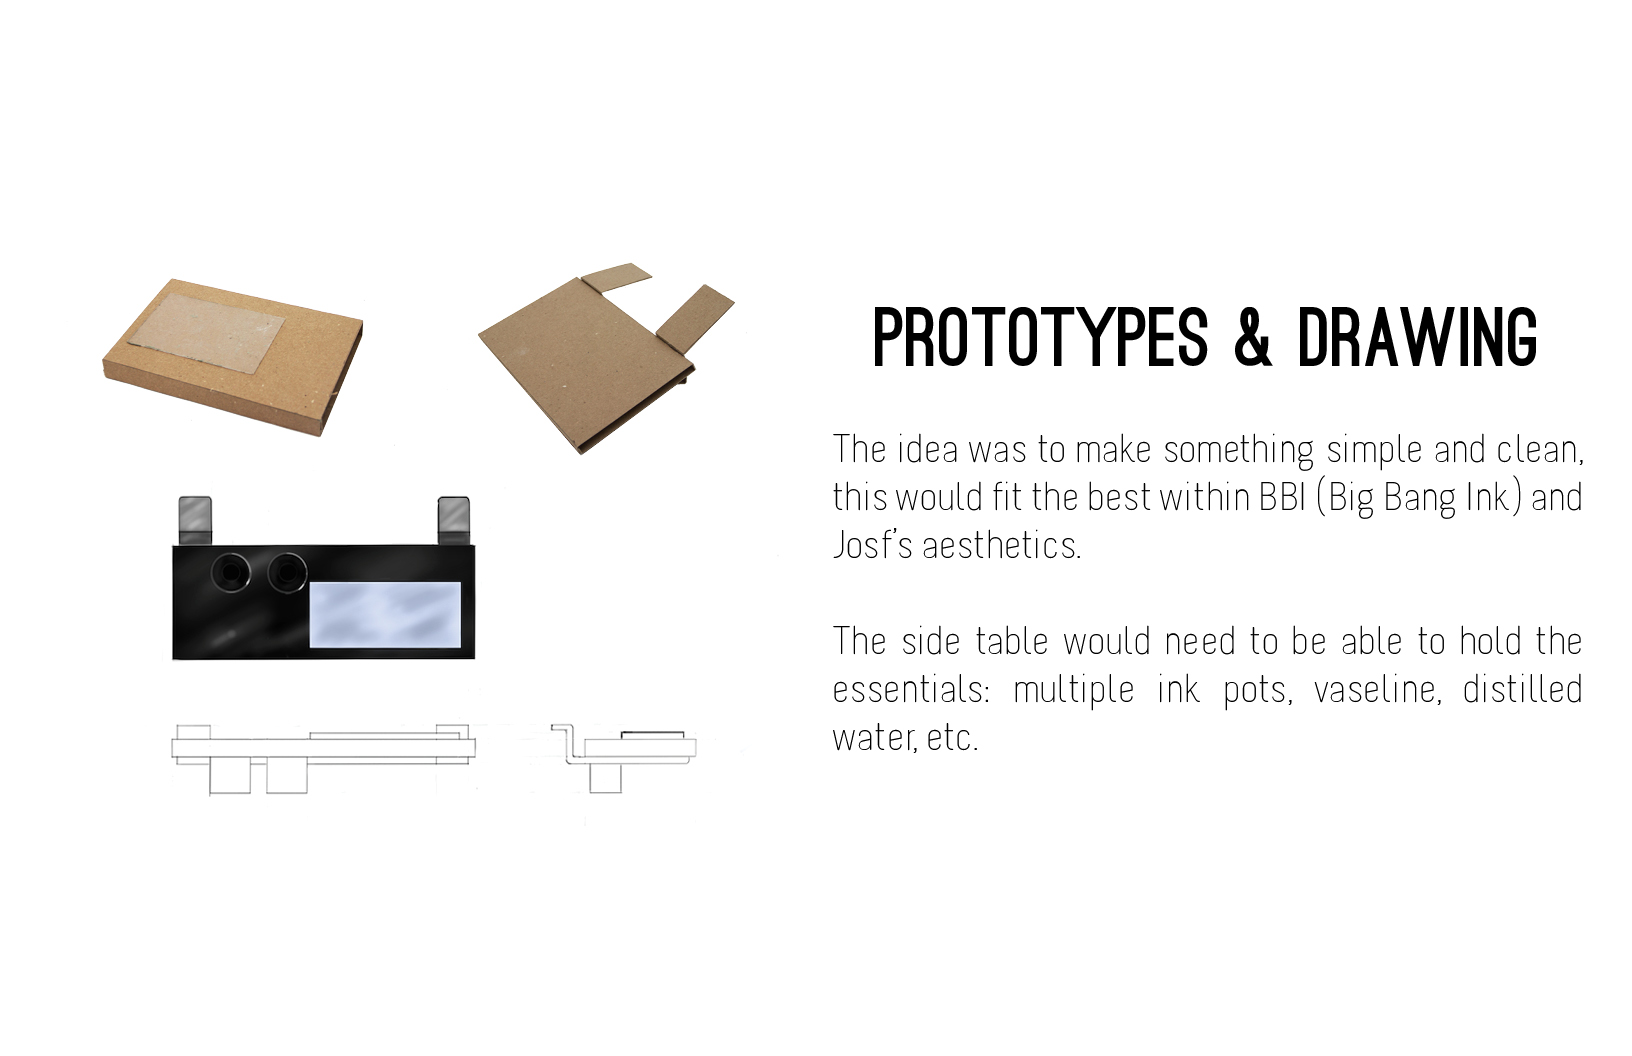 PROTOTYPES & DRAWING
The idea was to make something simple and clean,
this would fit the best within BBI (Big Bang Ink) and
Josf's aesthetics.
The side table would need to be able to hold the
essentials: multiple ink pots, vaseline, distilled
water, etc.